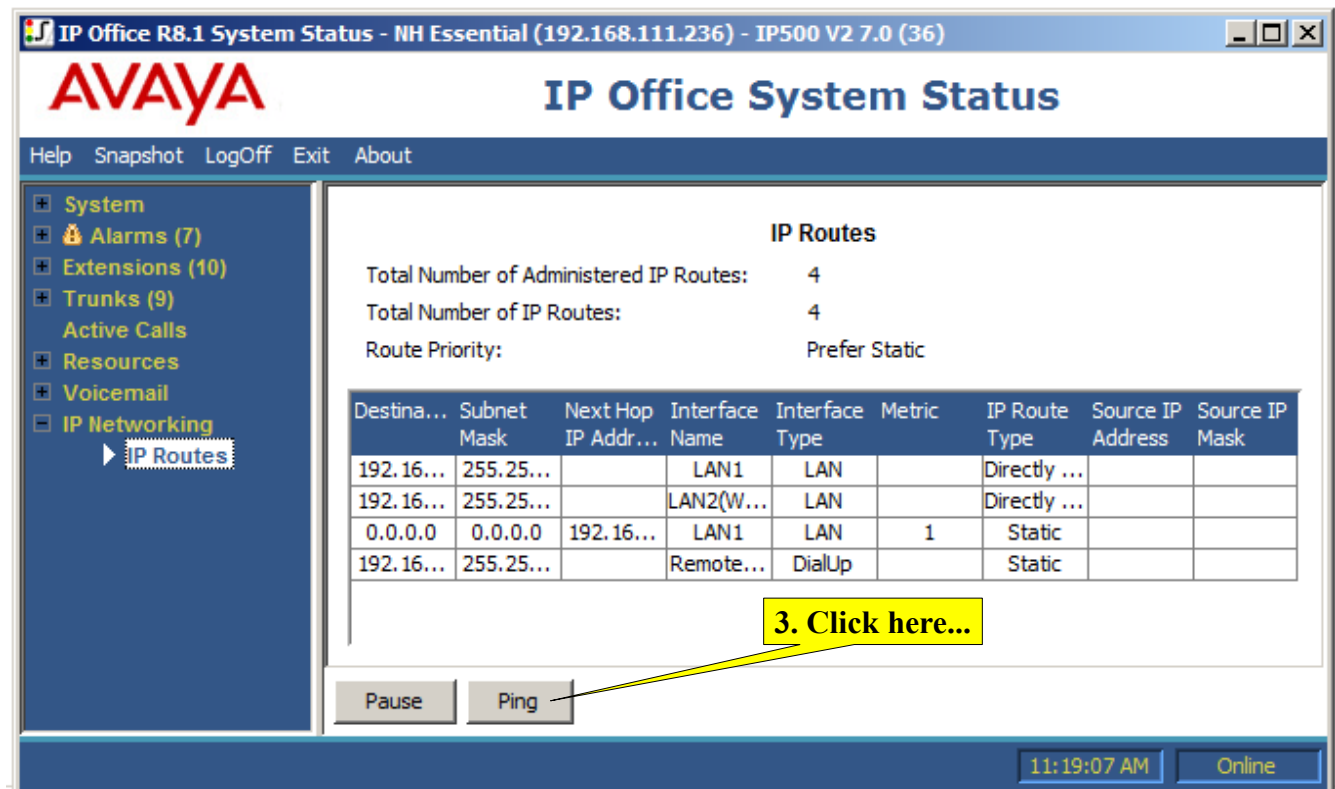 IP Office R8.1 System Status - NH Essential (192.168.111.236) - IP500 V2 7.0 (36)
AVAYA
IP Office System Status
Help Snapshot LogOff Exit About
System
Alarms (7)
Extensions (10)
Trunks (9)
Active Calls
Resources
Voicemail
IP Networking
IP Routes
IP Routes
Total Number of Administered IP Routes: 4
Total Number of IP Routes: 4
Route Priority: Prefer Static
Destina... Subnet Mask Next Hop IP Addr... Interface Name Interface Type Metric IP Route Type Source IP Address Source IP Mask
192.16... 255.25... LAN1 LAN Directly ...
192.16... 255.25... LAN2(W... LAN Directly ...
0.0.0.0 0.0.0.0 192.16... LAN1 LAN 1 Static
192.16... 255.25... Remote... DialUp Static
3. Click here...
Pause Ping
11:19:07 AM Online